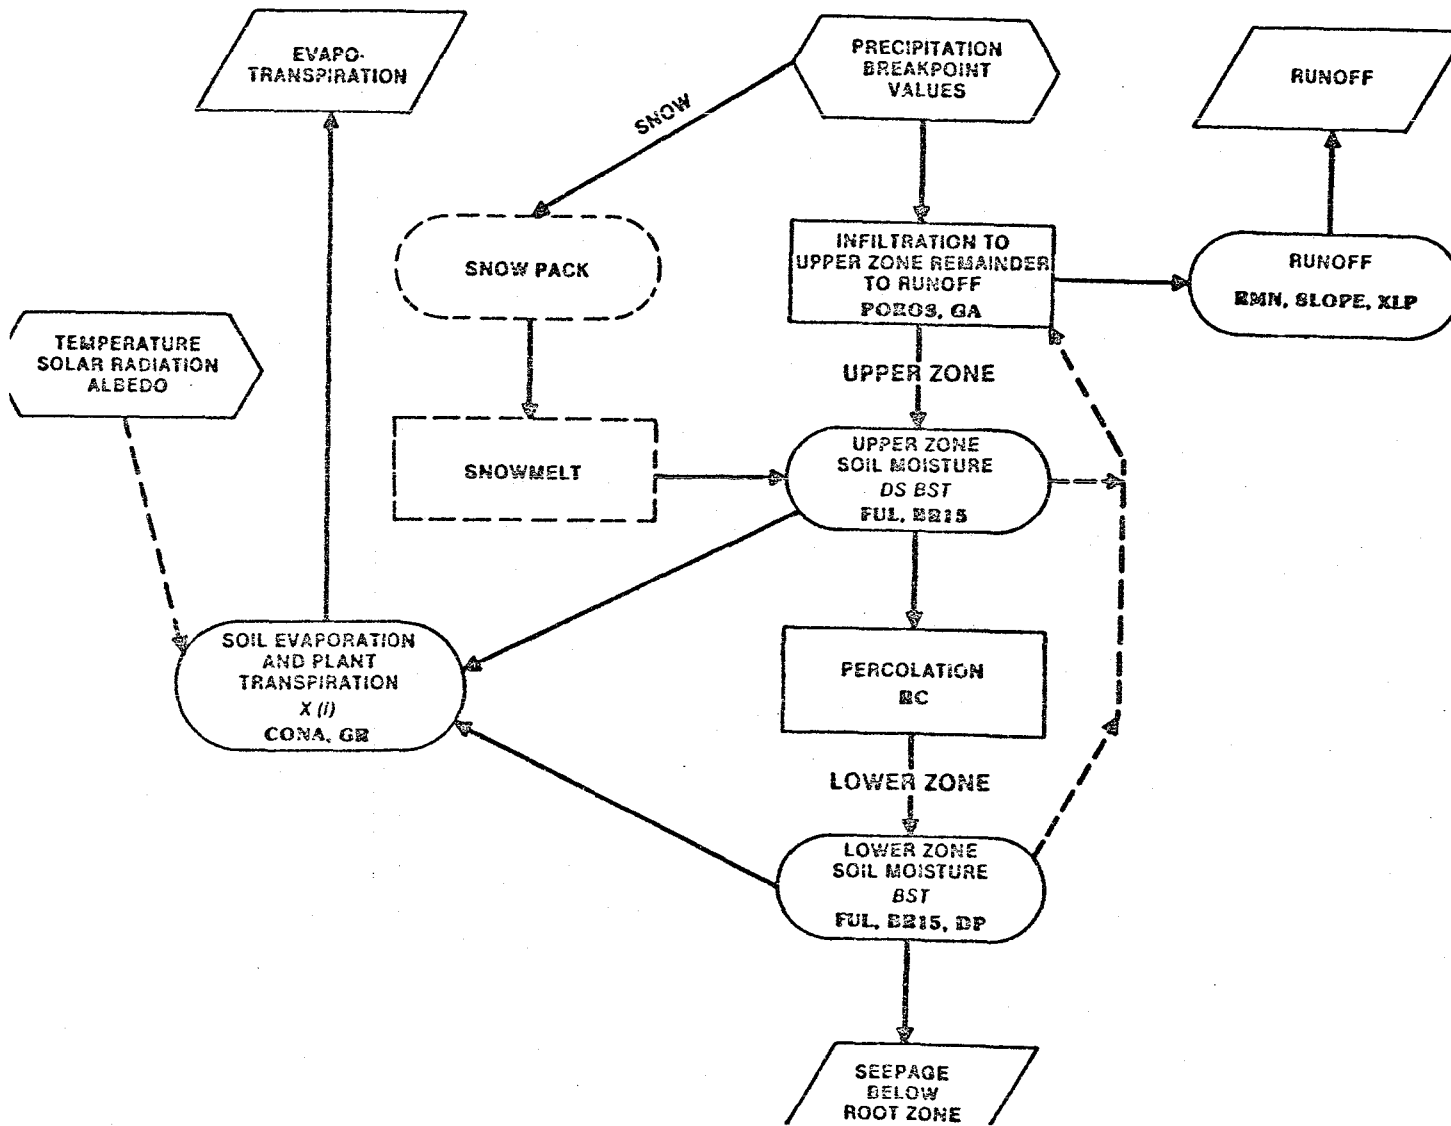 EVAPO-
TRANSPIRATION
PRECIPITATION
BREAKPOINT
VALUES
RUNOFF
SNOW
SNOW PACK
INFILTRATION TO
UPPER ZONE REMAINDER
TO RUNOFF
POROS, GA
RUNOFF
RMN, SLOPE, XLP
TEMPERATURE
SOLAR RADIATION
ALBEDO
UPPER ZONE
SNOWMELT
UPPER ZONE
SOIL MOISTURE
DS BST
FUL, BR15
SOIL EVAPORATION
AND PLANT
TRANSPIRATION
X (i)
CONA, GR
PERCOLATION
RC
LOWER ZONE
LOWER ZONE
SOIL MOISTURE
BST
FUL, BR15, DP
SEEPAGE
BELOW
ROOT ZONE